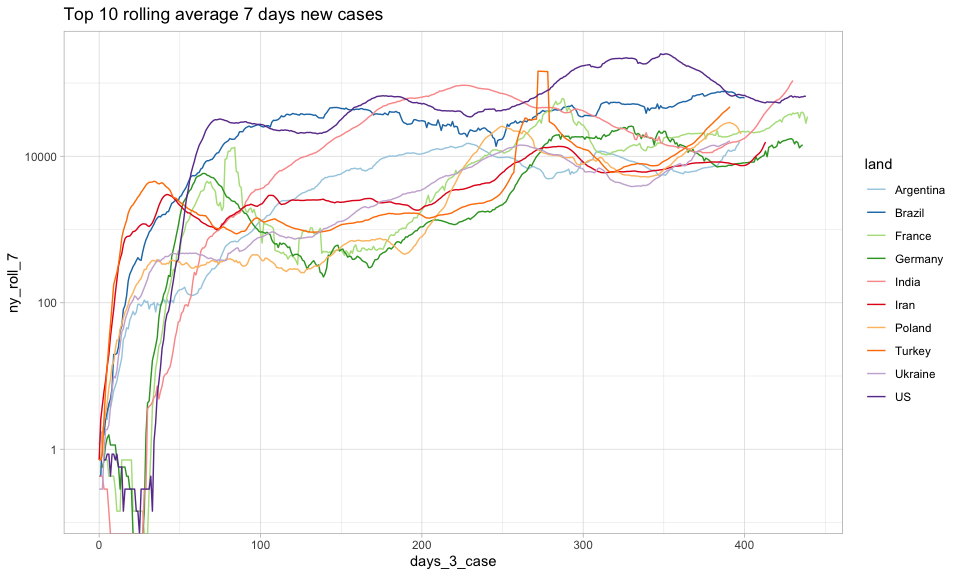 Top 10 rolling average 7 days new cases
ny_roll_7
10000
100
1
0
100
200
300
400
days_3_case
land
Argentina
Brazil
France
Germany
India
Iran
Poland
Turkey
Ukraine
US